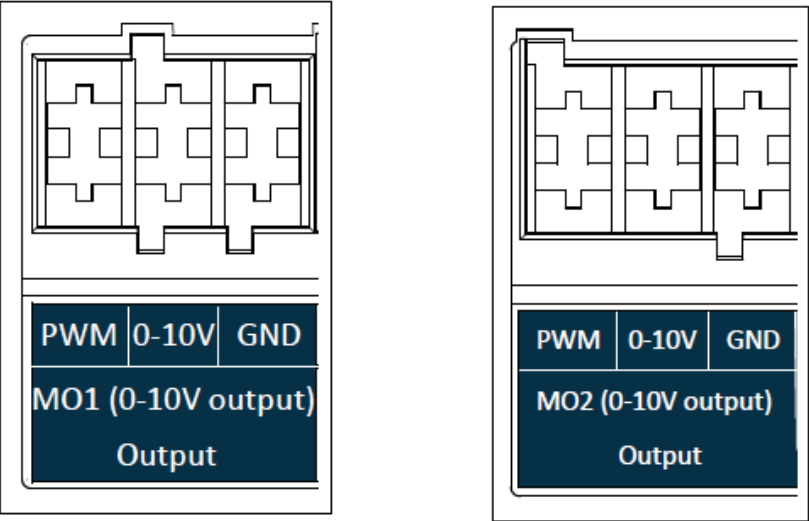 PWM 0-10V GND
MO1 (0-10V output)
Output
PWM 0-10V GND
MO2 (0-10V output)
Output